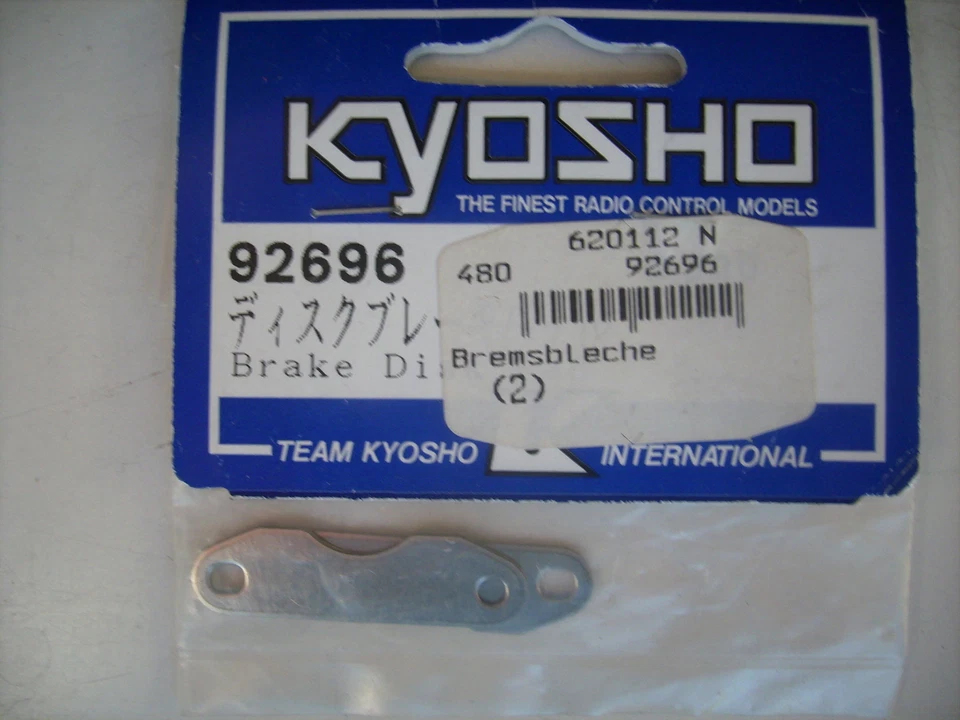 KYOSHO
THE FINEST RADIO CONTROL MODELS
92696
ディスクブレ
Brake Di
620112 N
480 92696
Bremsbleche
(2)
TEAM KYOSHO INTERNATIONAL